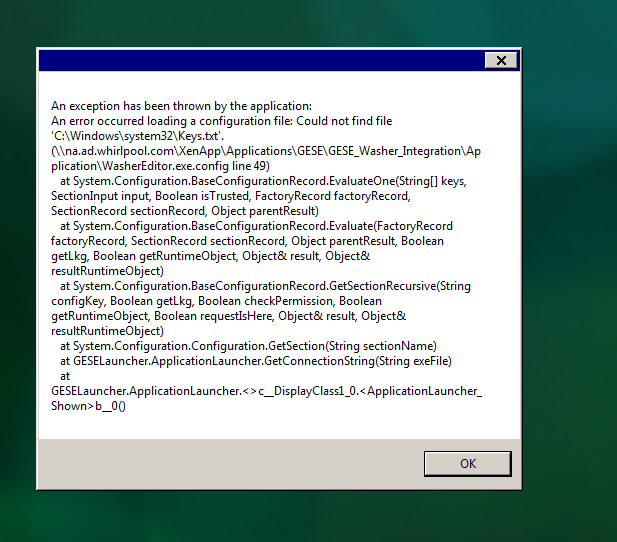 An exception has been thrown by the application:
An error occurred loading a configuration file: Could not find file
'C:\Windows\system32\Keys.txt'.
(\\na.ad.whirlpool.com\XenApp\Applications\GESE\GESE_Washer_Integration\Ap
plication\WasherEditor.exe.config line 49)
at System.Configuration.BaseConfigurationRecord.EvaluateOne(String[] keys,
SectionInput input, Boolean isTrusted, FactoryRecord factoryRecord,
SectionRecord sectionRecord, Object parentResult)
at System.Configuration.BaseConfigurationRecord.Evaluate(FactoryRecord
factoryRecord, SectionRecord sectionRecord, Object parentResult, Boolean
getLkg, Boolean getRuntimeObject, Object& result, Object&
resultRuntimeObject)
at System.Configuration.BaseConfigurationRecord.GetSectionRecursive(String
configKey, Boolean getLkg, Boolean checkPermission, Boolean
getRuntimeObject, Boolean requestIsHere, Object& result, Object&
resultRuntimeObject)
at System.Configuration.Configuration.GetSection(String sectionName)
at GESELauncher.ApplicationLauncher.GetConnectionString(String exeFile)
at
GESELauncher.ApplicationLauncher.<>c__DisplayClass1_0.<ApplicationLauncher_
Shown>b__0()
OK